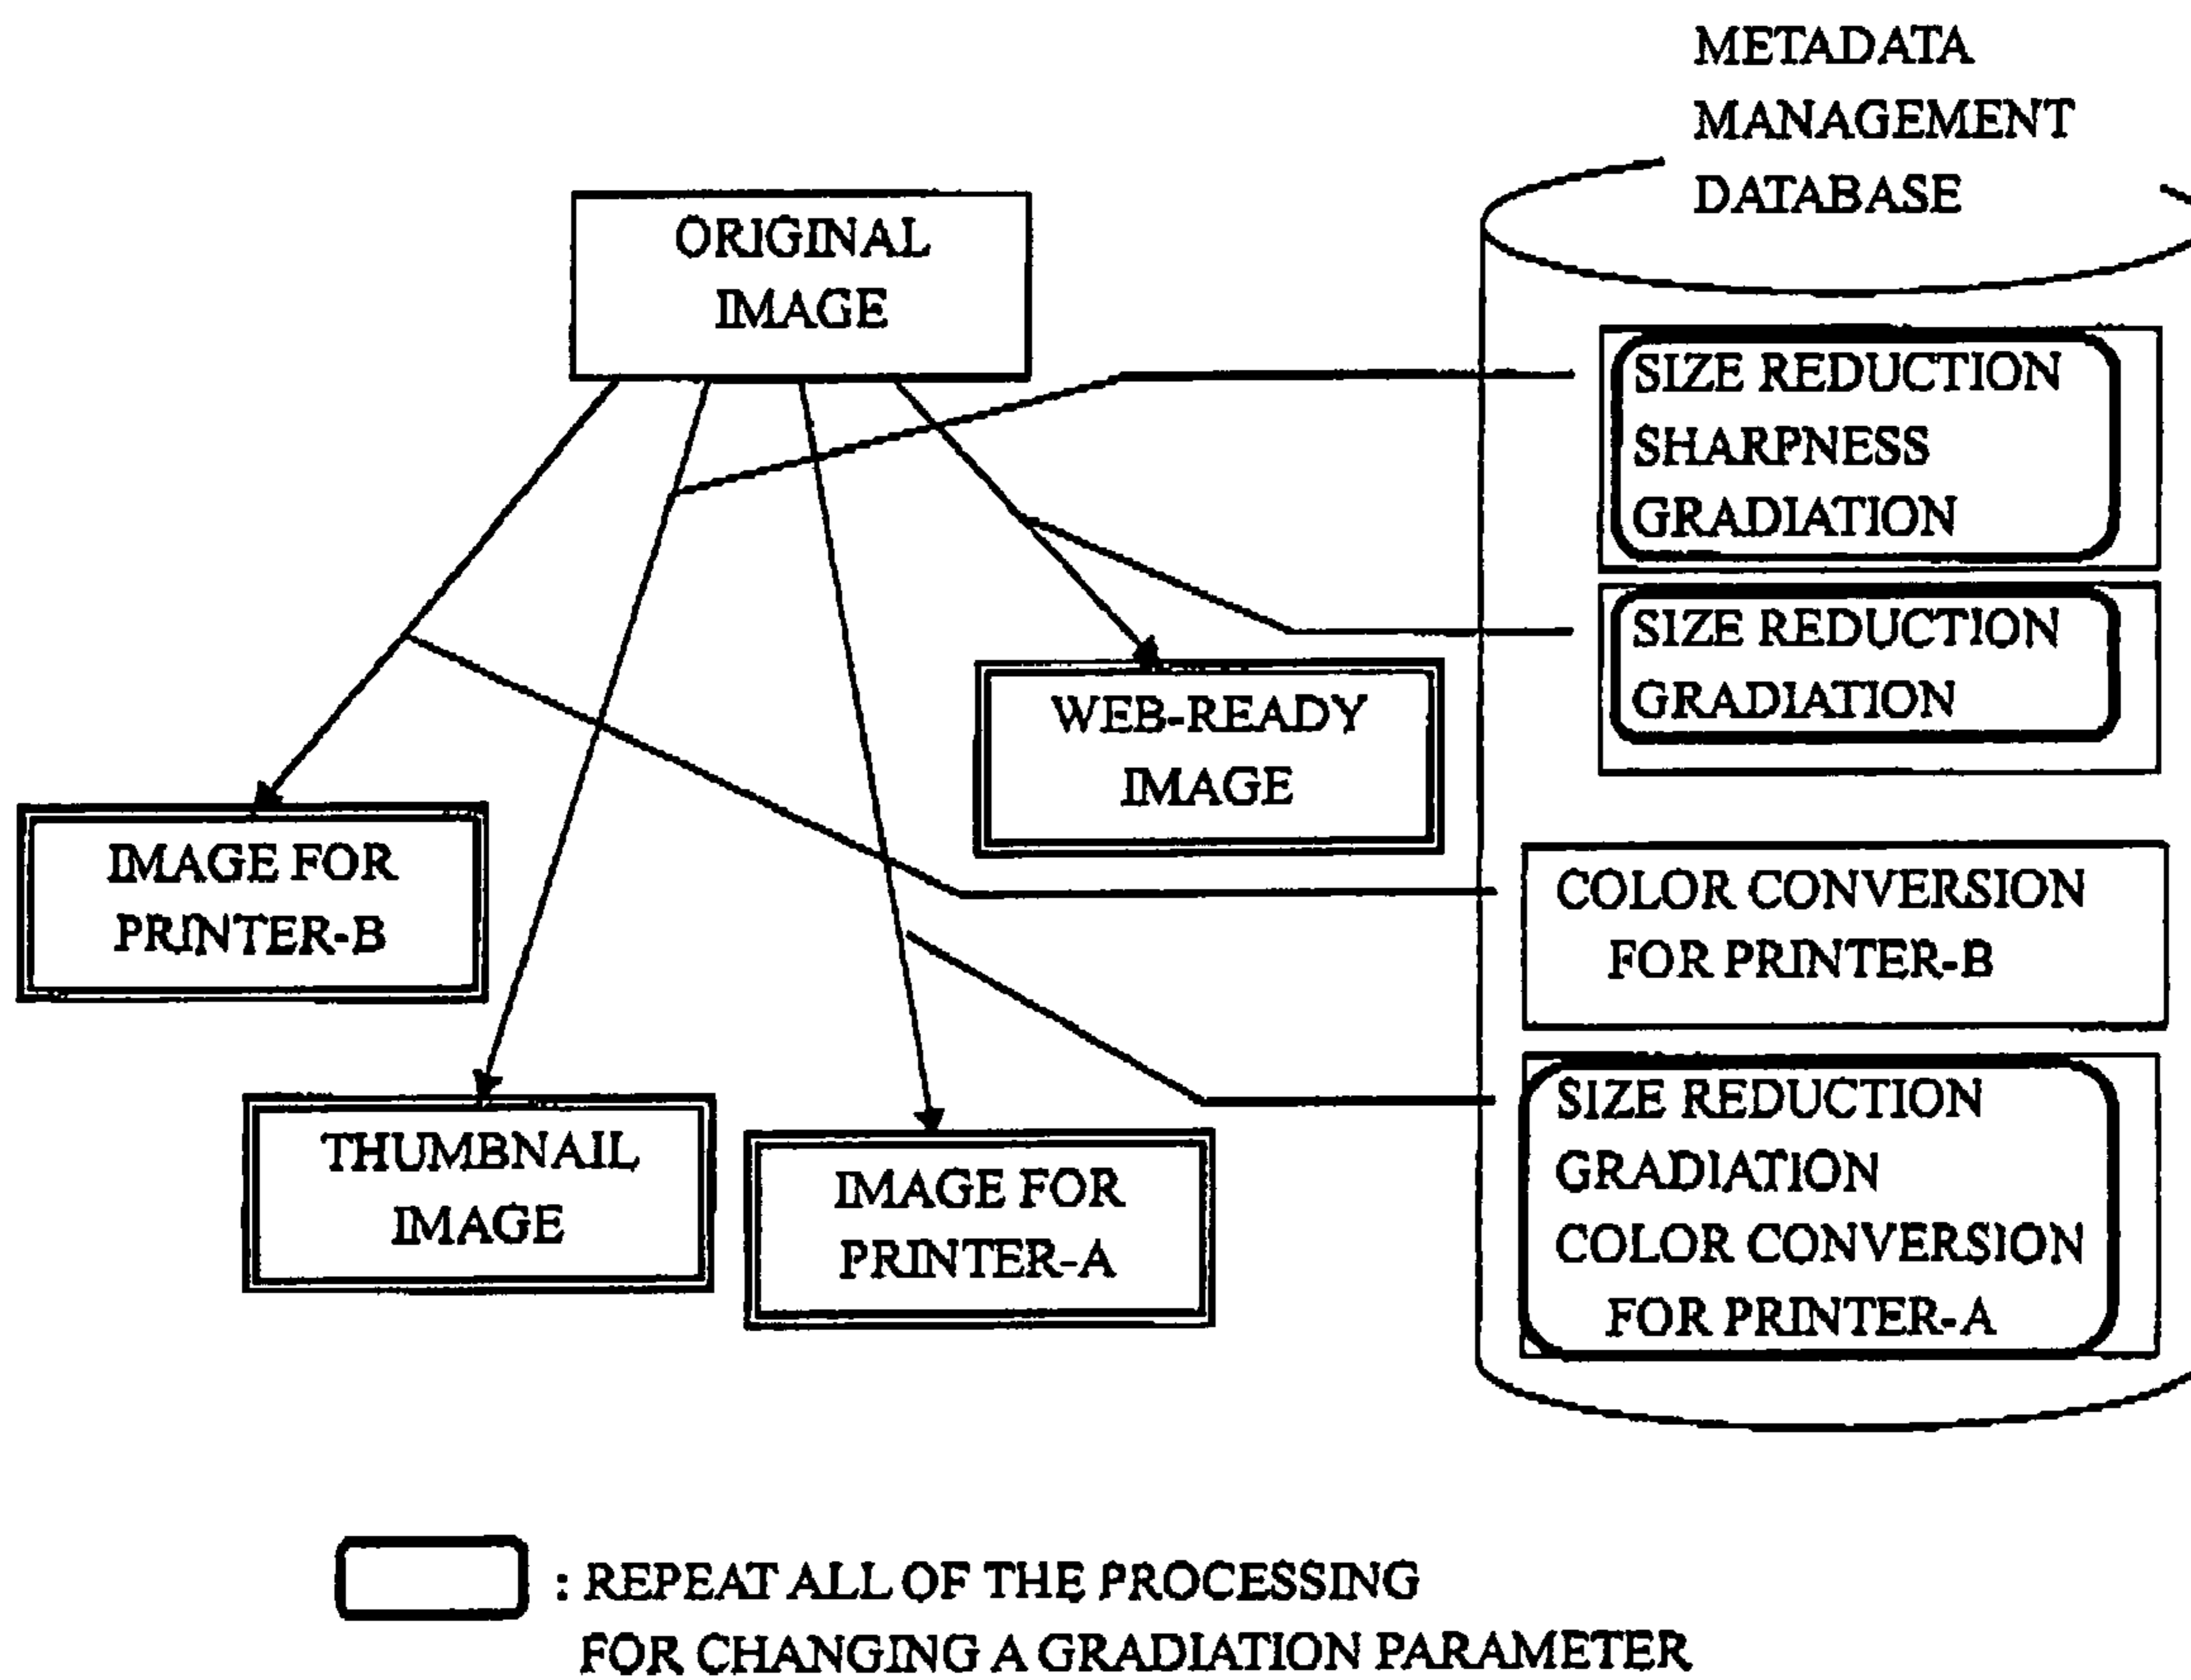 METADATA
MANAGEMENT
DATABASE
ORIGINAL
IMAGE
SIZE REDUCTION
SHARPNESS
GRADIATION
SIZE REDUCTION
GRADIATION
WEB-READY
IMAGE
IMAGE FOR
PRINTER-B
COLOR CONVERSION
FOR PRINTER-B
SIZE REDUCTION
GRADIATION
COLOR CONVERSION
FOR PRINTER-A
THUMBNAIL
IMAGE
IMAGE FOR
PRINTER-A
: REPEAT ALL OF THE PROCESSING
FOR CHANGING A GRADIATION PARAMETER